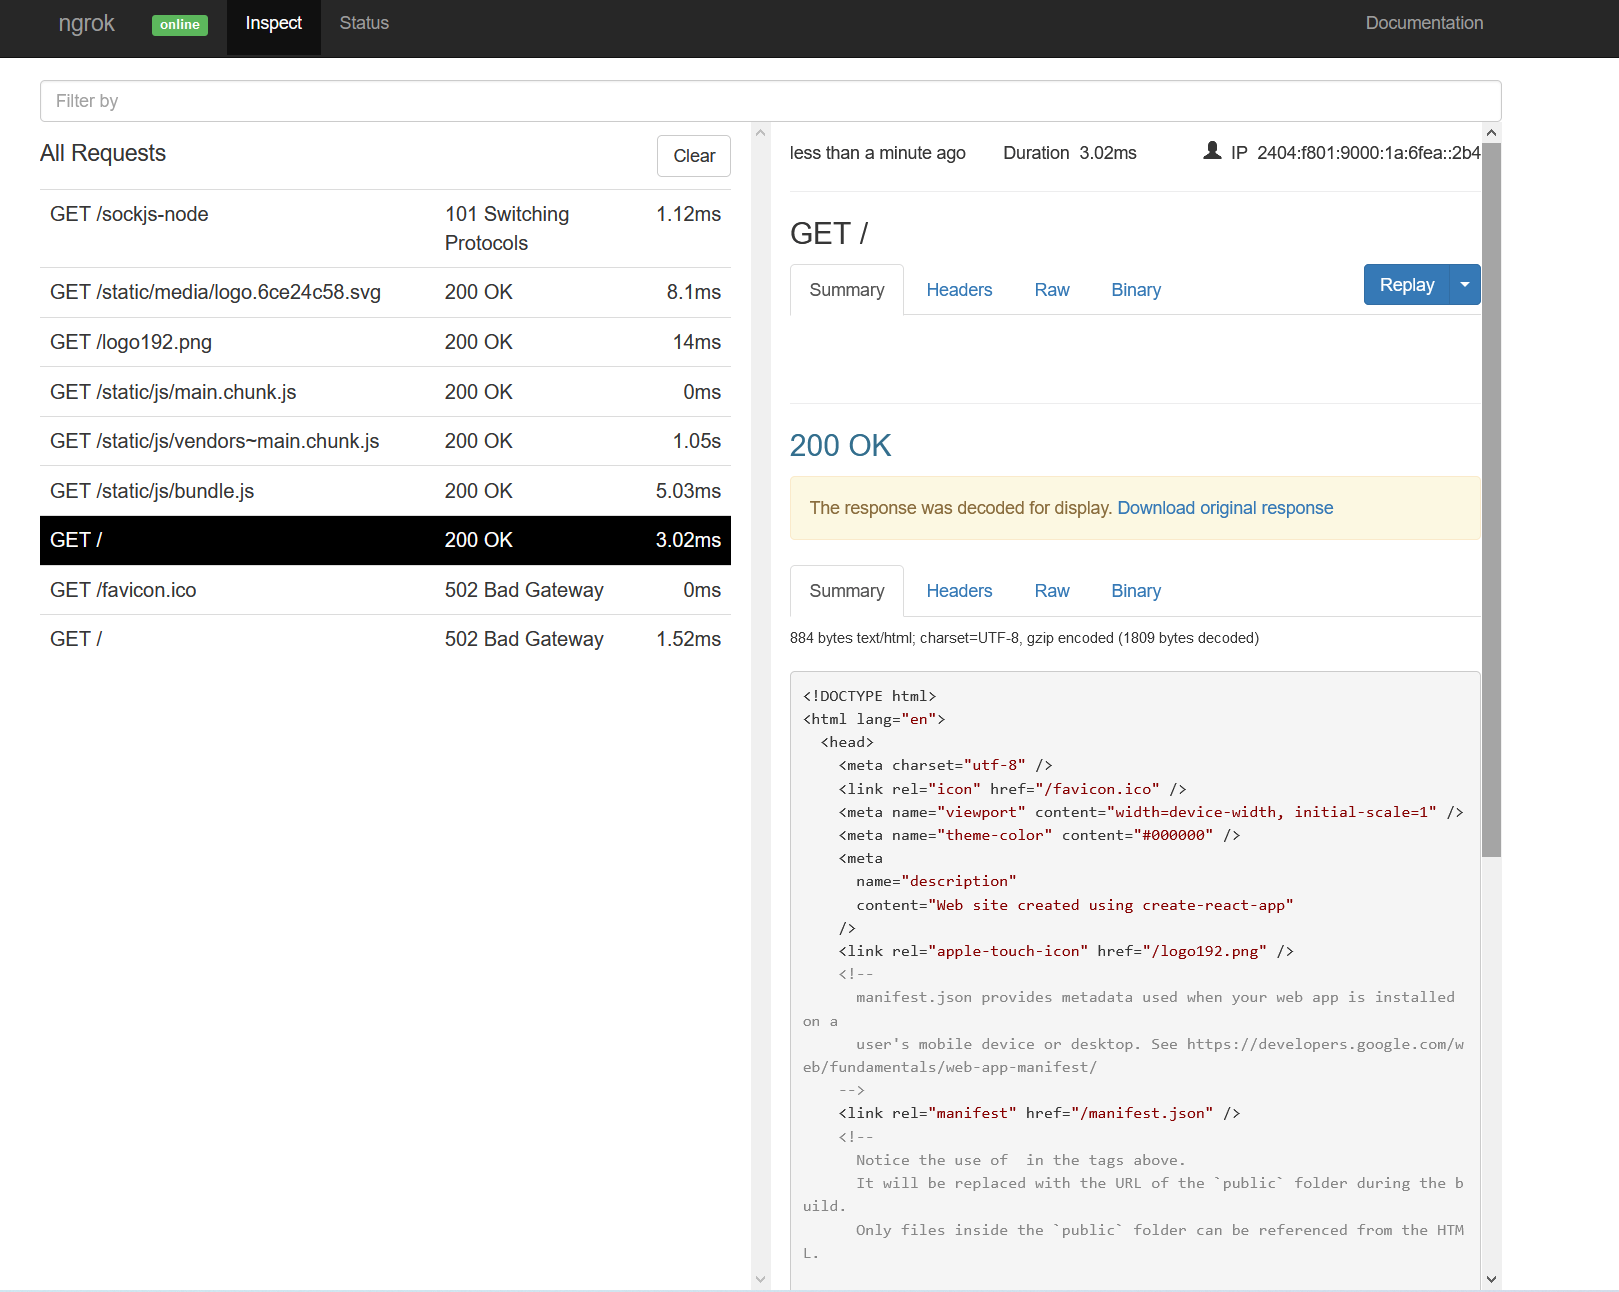 ngrok online Inspect Status Documentation
Filter by
All Requests Clear
GET /sockjs-node 101 Switching Protocols 1.12ms
GET /static/media/logo.6ce24c58.svg 200 OK 8.1ms
GET /logo192.png 200 OK 14ms
GET /static/js/main.chunk.js 200 OK 0ms
GET /static/js/vendors~main.chunk.js 200 OK 1.05s
GET /static/js/bundle.js 200 OK 5.03ms
GET / 200 OK 3.02ms
GET /favicon.ico 502 Bad Gateway 0ms
GET / 502 Bad Gateway 1.52ms
less than a minute ago Duration 3.02ms IP 2404:f801:9000:1a:6fea::2b4
GET /
Summary Headers Raw Binary Replay
200 OK
The response was decoded for display. Download original response
Summary Headers Raw Binary
884 bytes text/html; charset=UTF-8, gzip encoded (1809 bytes decoded)
<!DOCTYPE html>
<html lang="en">
  <head>
    <meta charset="utf-8" />
    <link rel="icon" href="/favicon.ico" />
    <meta name="viewport" content="width=device-width, initial-scale=1" />
    <meta name="theme-color" content="#000000" />
    <meta
      name="description"
      content="Web site created using create-react-app"
    />
    <link rel="apple-touch-icon" href="/logo192.png" />
    <!--
      manifest.json provides metadata used when your web app is installed
on a
      user's mobile device or desktop. See https://developers.google.com/w
eb/fundamentals/web-app-manifest/
    -->
    <link rel="manifest" href="/manifest.json" />
    <!--
      Notice the use of  in the tags above.
      It will be replaced with the URL of the `public` folder during the b
uild.
      Only files inside the `public` folder can be referenced from the HTM
L.